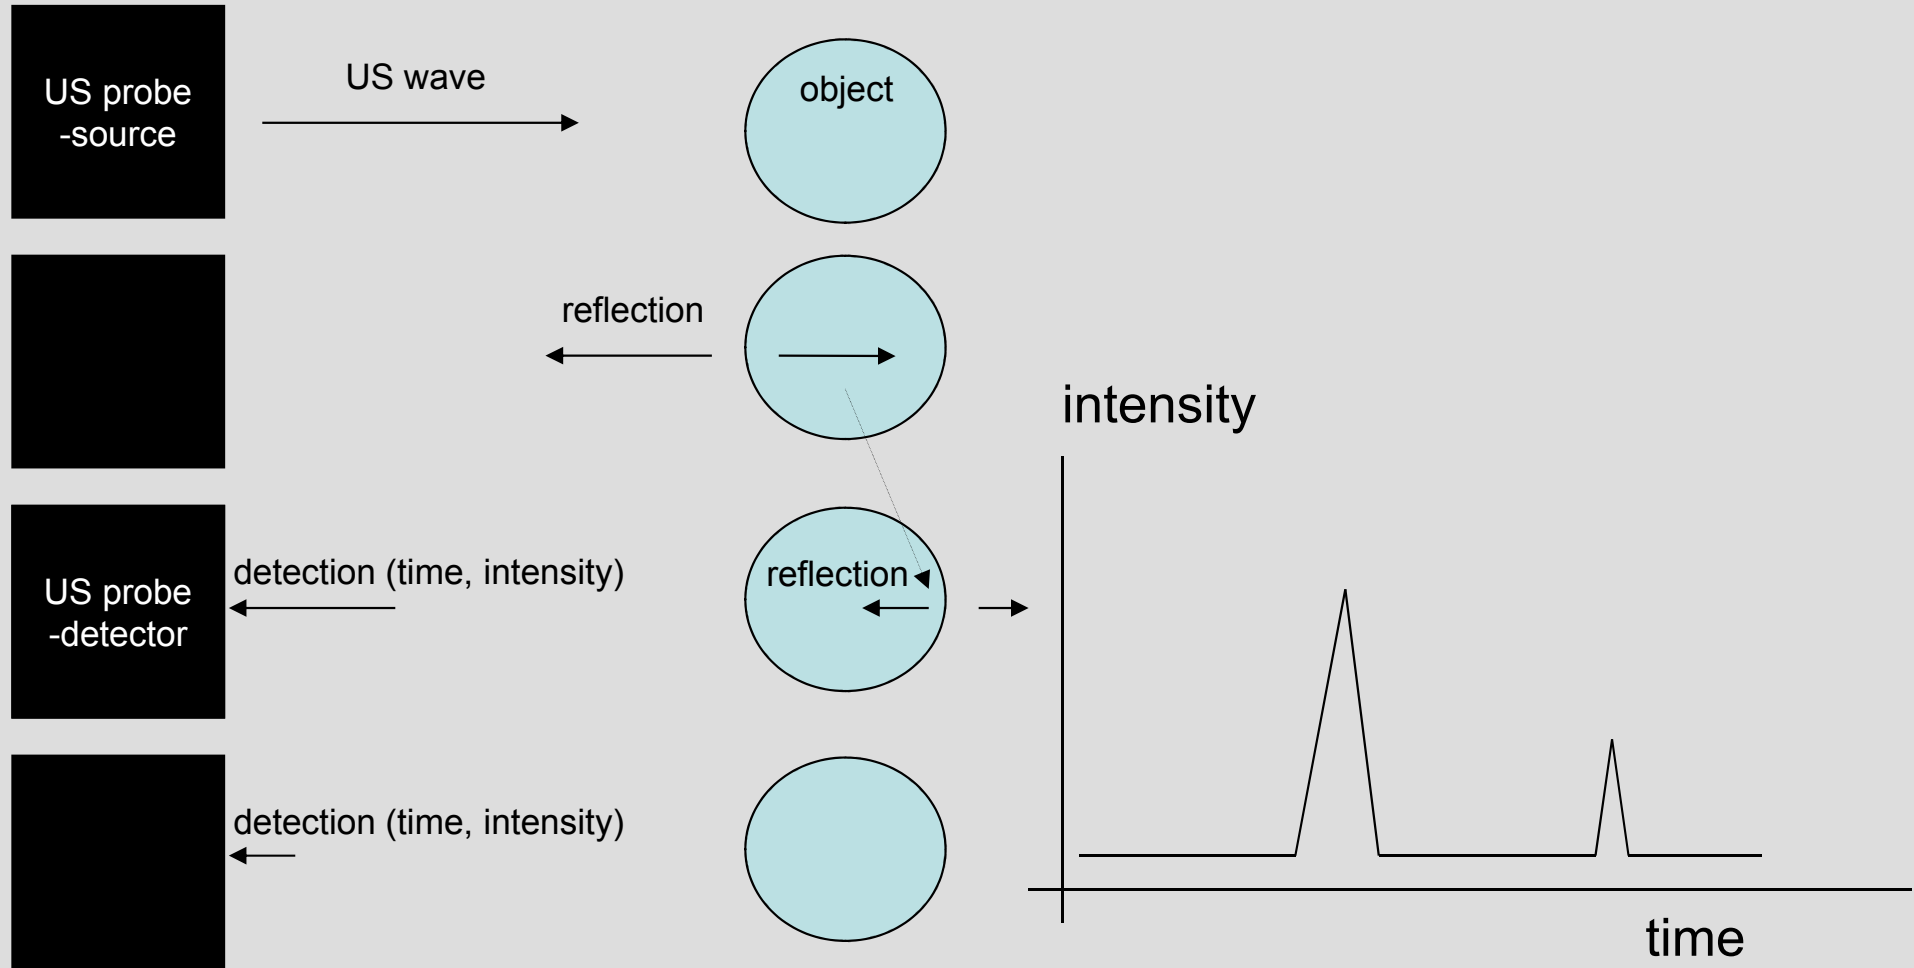 US probe
-source
US wave
object
reflection
intensity
US probe
-detector
detection (time, intensity)
reflection
detection (time, intensity)
time